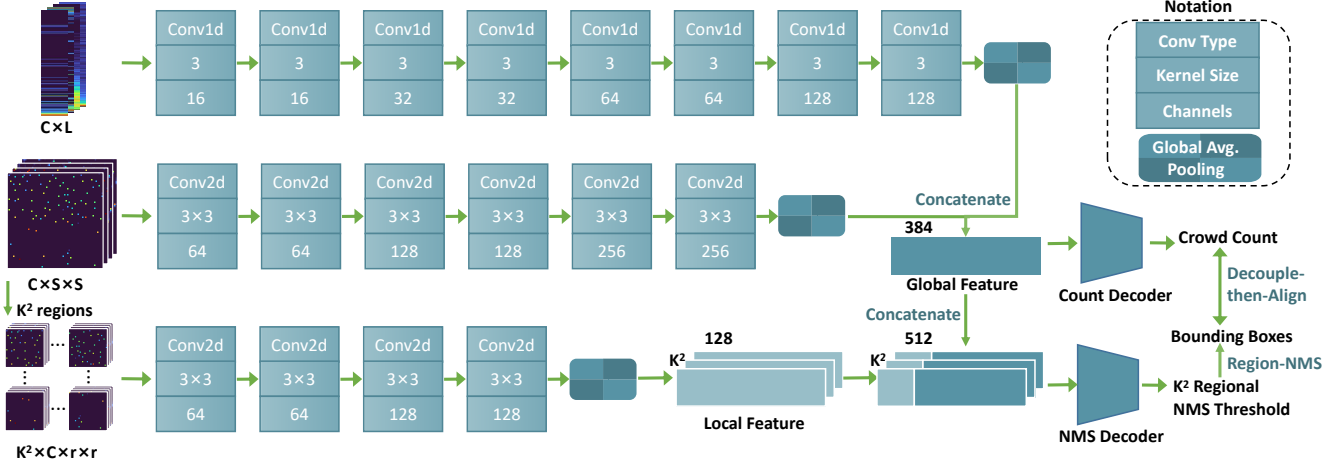 Conv1d Conv1d Conv1d Conv1d Conv1d Conv1d Conv1d Conv1d
3 3 3 3 3 3 3 3
16 16 32 32 64 64 128 128
C×L
Notation
Conv Type
Kernel Size
Channels
Global Avg.
Pooling
Conv2d Conv2d Conv2d Conv2d Conv2d Conv2d
3×3 3×3 3×3 3×3 3×3 3×3
64 64 128 128 256 256
C×S×S
Concatenate
384
Global Feature
Count Decoder
Crowd Count
Decouple-
then-Align
Bounding Boxes
Region-NMS
K² regions
... ...
⋮ ⋮
K²×C×r×r
Conv2d Conv2d Conv2d Conv2d
3×3 3×3 3×3 3×3
64 64 128 128
128
K²
Local Feature
Concatenate
512
K²
NMS Decoder
K² Regional
NMS Threshold